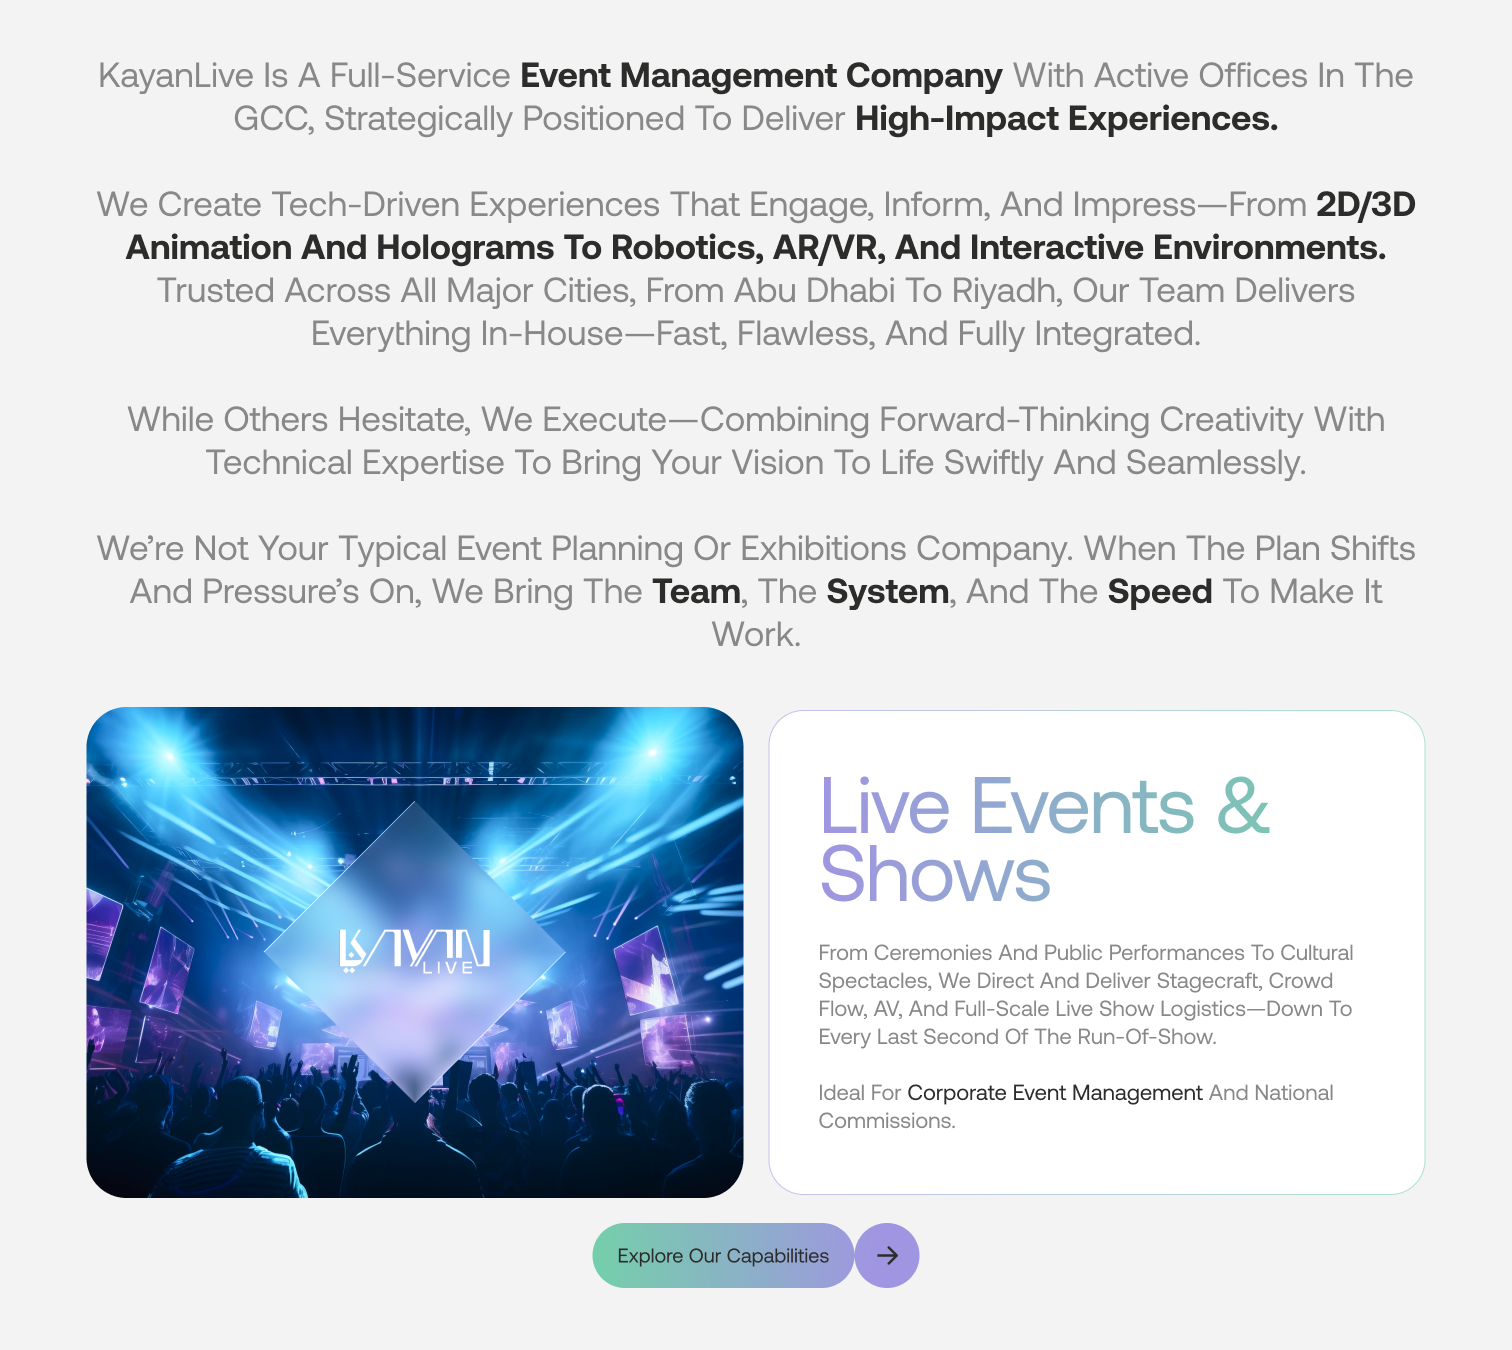 KayanLive Is A Full-Service Event Management Company With Active Offices In The
GCC, Strategically Positioned To Deliver High-Impact Experiences.
We Create Tech-Driven Experiences That Engage, Inform, And Impress—From 2D/3D
Animation And Holograms To Robotics, AR/VR, And Interactive Environments.
Trusted Across All Major Cities, From Abu Dhabi To Riyadh, Our Team Delivers
Everything In-House—Fast, Flawless, And Fully Integrated.
While Others Hesitate, We Execute—Combining Forward-Thinking Creativity With
Technical Expertise To Bring Your Vision To Life Swiftly And Seamlessly.
We’re Not Your Typical Event Planning Or Exhibitions Company. When The Plan Shifts
And Pressure’s On, We Bring The Team, The System, And The Speed To Make It
Work.
KAYAN
LIVE
Live Events &
Shows
From Ceremonies And Public Performances To Cultural
Spectacles, We Direct And Deliver Stagecraft, Crowd
Flow, AV, And Full-Scale Live Show Logistics—Down To
Every Last Second Of The Run-Of-Show.
Ideal For Corporate Event Management And National
Commissions.
Explore Our Capabilities